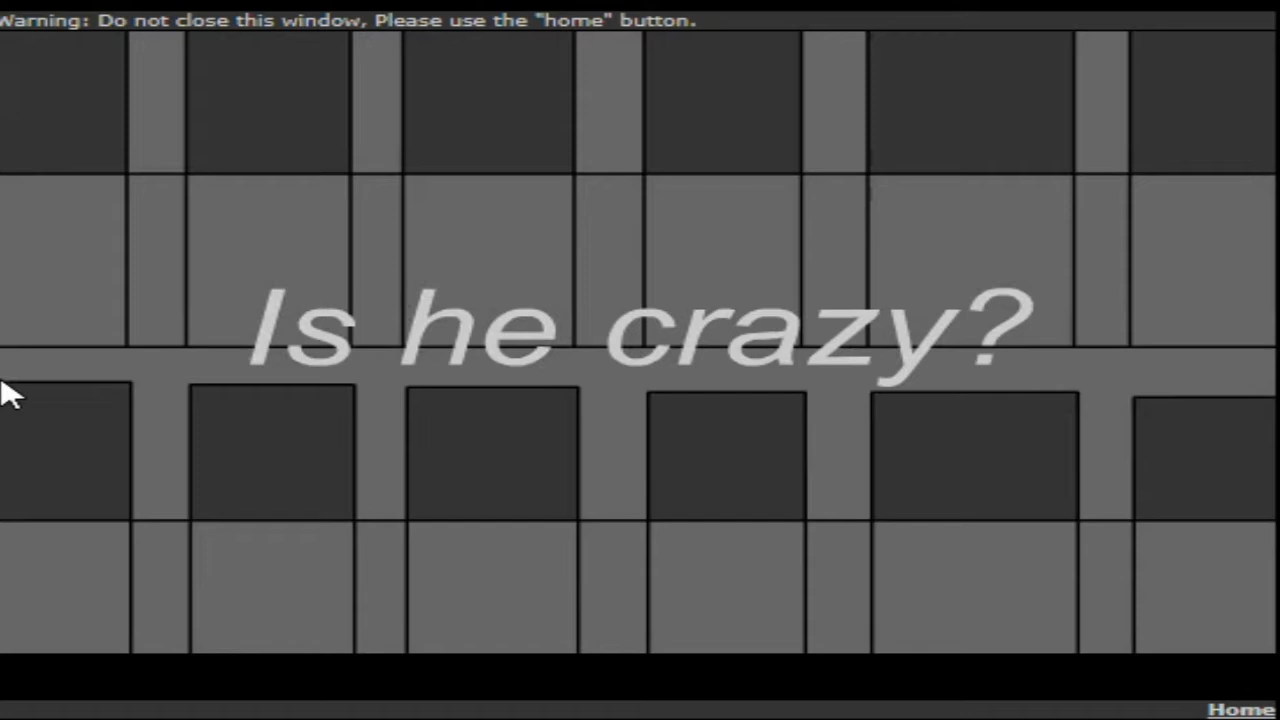 Warning: Do not close this window, Please use the "home" button.
Is he crazy?
Home